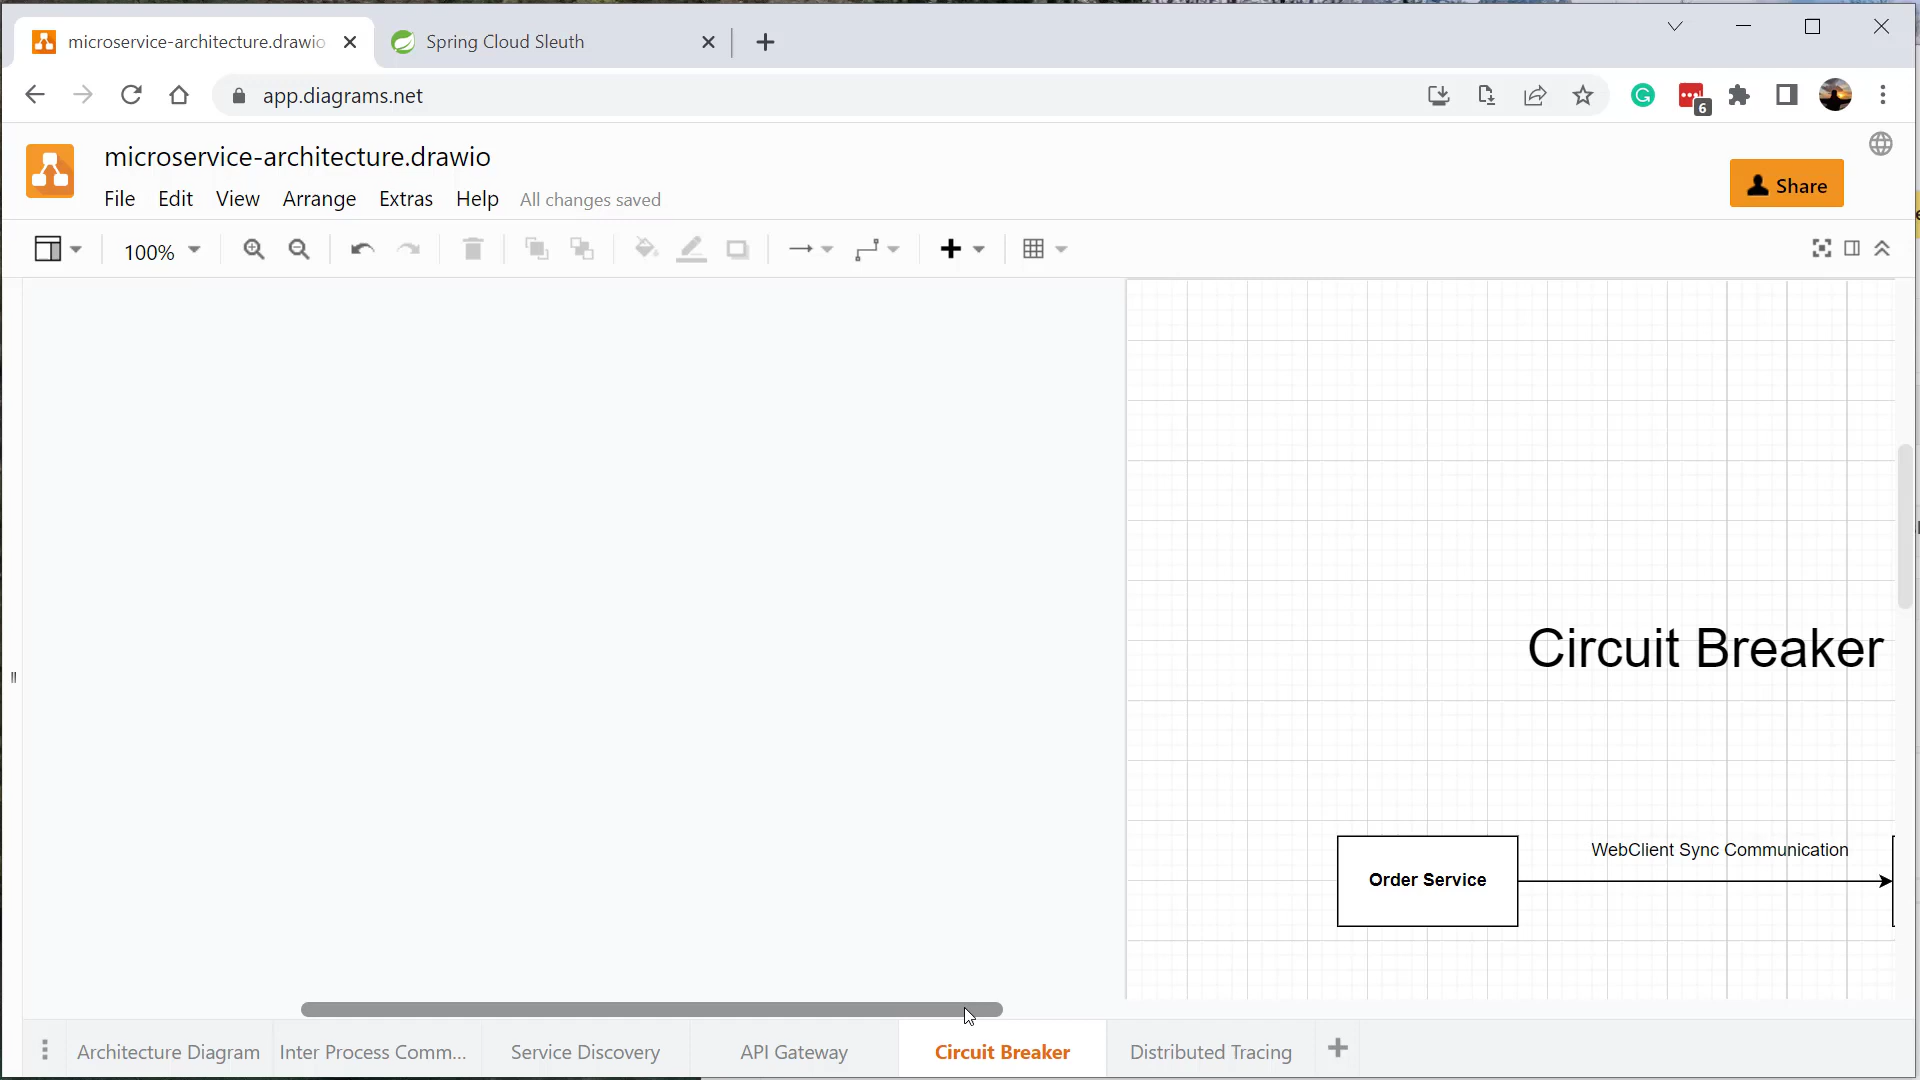 microservice-architecture.drawio
Spring Cloud Sleuth
app.diagrams.net
6
microservice-architecture.drawio
File Edit View Arrange Extras Help All changes saved
Share
100%
Circuit Breaker
WebClient Sync Communication
Order Service
Architecture Diagram Inter Process Comm... Service Discovery API Gateway Circuit Breaker Distributed Tracing